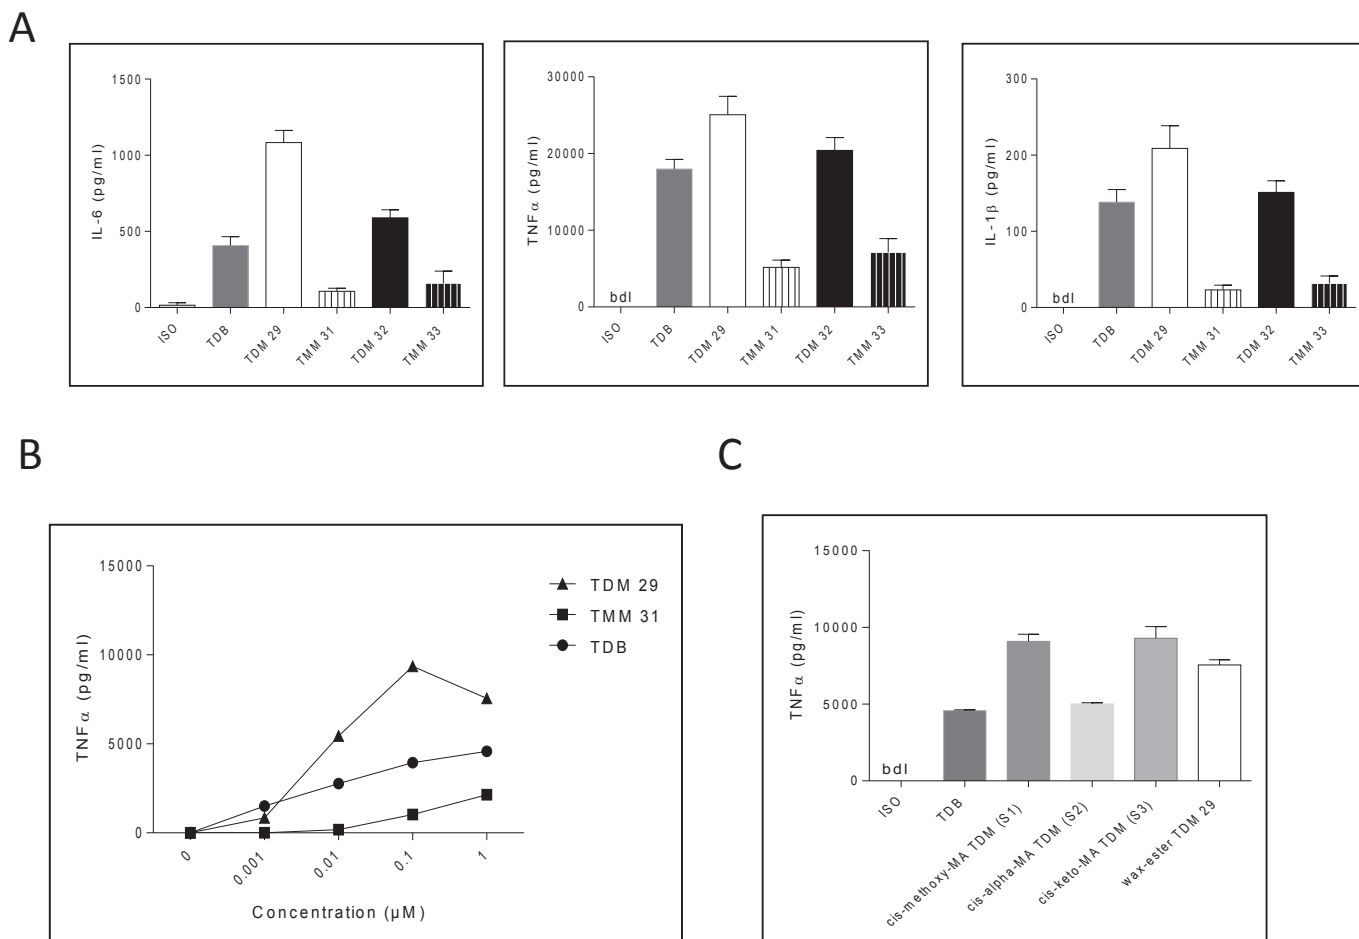 A
1500
1000
500
0
IL-6 (pg/ml)
ISO
TDB
TDM 29
TMM 31
TDM 32
TMM 33
30000
20000
10000
0
TNFα (pg/ml)
bdl
ISO
TDB
TDM 29
TMM 31
TDM 32
TMM 33
300
200
100
0
IL-1β (pg/ml)
bdl
ISO
TDB
TDM 29
TMM 31
TDM 32
TMM 33
B
15000
10000
5000
0
TNFα (pg/ml)
TDM 29
TMM 31
TDB
0
0.001
0.01
0.1
1
Concentration (µM)
C
15000
10000
5000
0
TNFα (pg/ml)
bdl
ISO
TDB
cis-methoxy-MA TDM (S1)
cis-alpha-MA TDM (S2)
cis-keto-MA TDM (S3)
wax-ester TDM 29